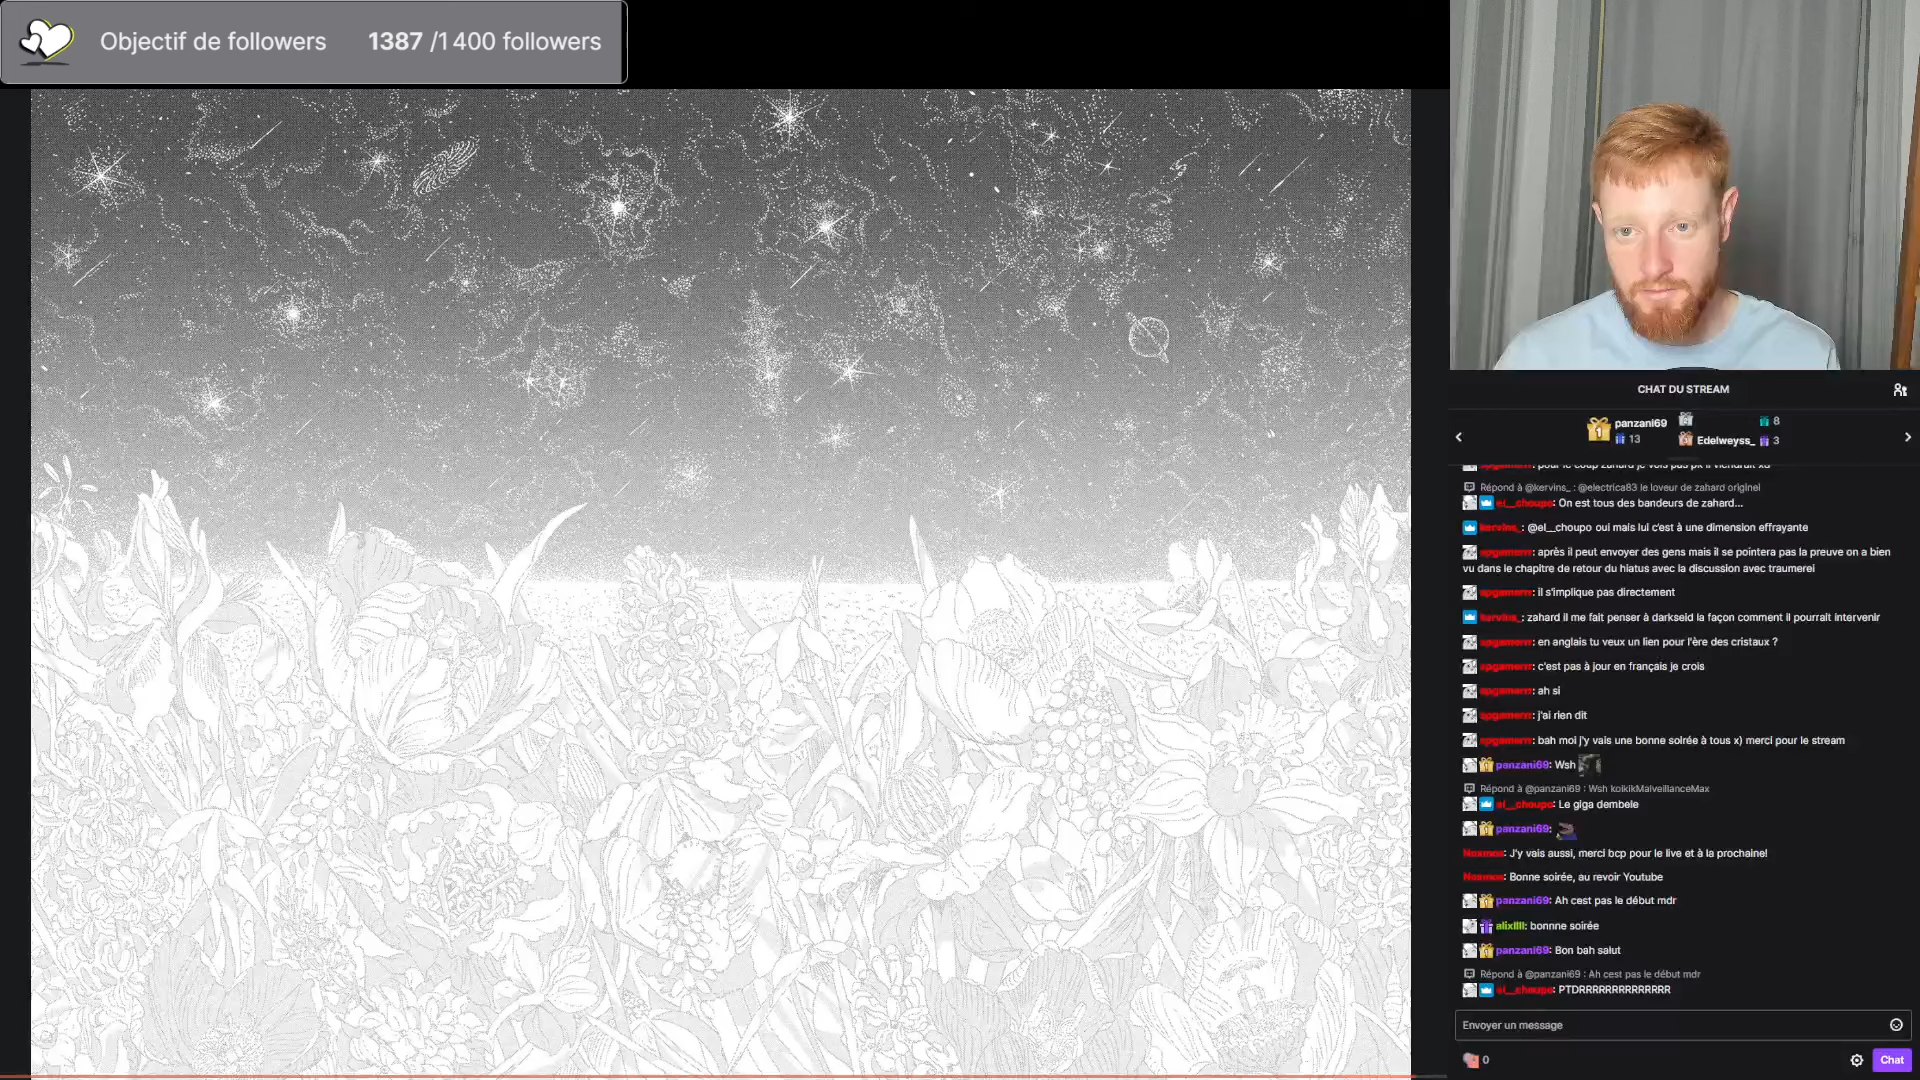 Objectif de followers 1387 /1 400 followers
CHAT DU STREAM
panzani69 8
13 Edelweyss_ 3
Répond à @kervins_ : @electrica83 le loveur de zahard originel
el__choupo: On est tous des bandeurs de zahard...
kervins_: @el__choupo oui mais lui c'est à une dimension effrayante
après il peut envoyer des gens mais il se pointera pas la preuve on a bien
vu dans le chapitre de retour du hiatus avec la discussion avec traumerei
il s'implique pas directement
kervins_: zahard il me fait penser à darkseid la façon comment il pourrait intervenir
en anglais tu veux un lien pour l'ère des cristaux ?
c'est pas à jour en français je crois
ah si
j'ai rien dit
bah moi j'y vais une bonne soirée à tous x) merci pour le stream
panzani69: Wsh
Répond à @panzani69 : Wsh koikikMalveillanceMax
el__choupo: Le giga dembele
panzani69:
J'y vais aussi, merci bcp pour le live et à la prochaine!
Bonne soirée, au revoir Youtube
panzani69: Ah cest pas le début mdr
bonnne soirée
panzani69: Bon bah salut
Répond à @panzani69 : Ah cest pas le début mdr
el__choupo: PTDRRRRRRRRRRRRRR
Envoyer un message
0 Chat